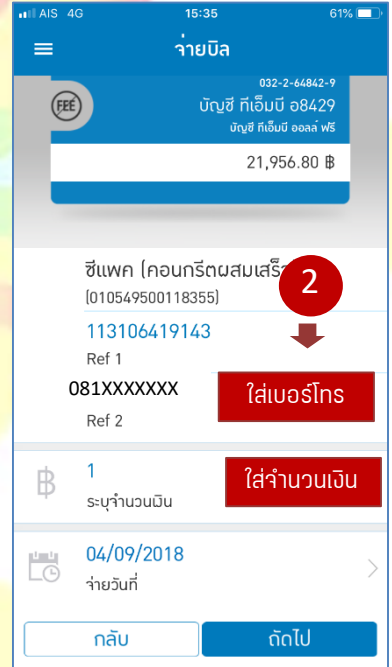 AIS 4G 15:35 61%
จ่ายบิล
032-2-64842-9
FEE
บัญชี ทีเอ็มบี อ8429
บัญชี ทีเอ็มบี ออลล์ ฟรี
21,956.80 ฿
ซีแพค (คอนกรีตผสมเสร็
(010549500118355)
2
113106419143
Ref 1
081XXXXXXX
ใส่เบอร์โทร
Ref 2
฿
1
ใส่จำนวนเงิน
ระบุจำนวนเงิน
04/09/2018
จ่ายวันที่
กลับ
ถัดไป